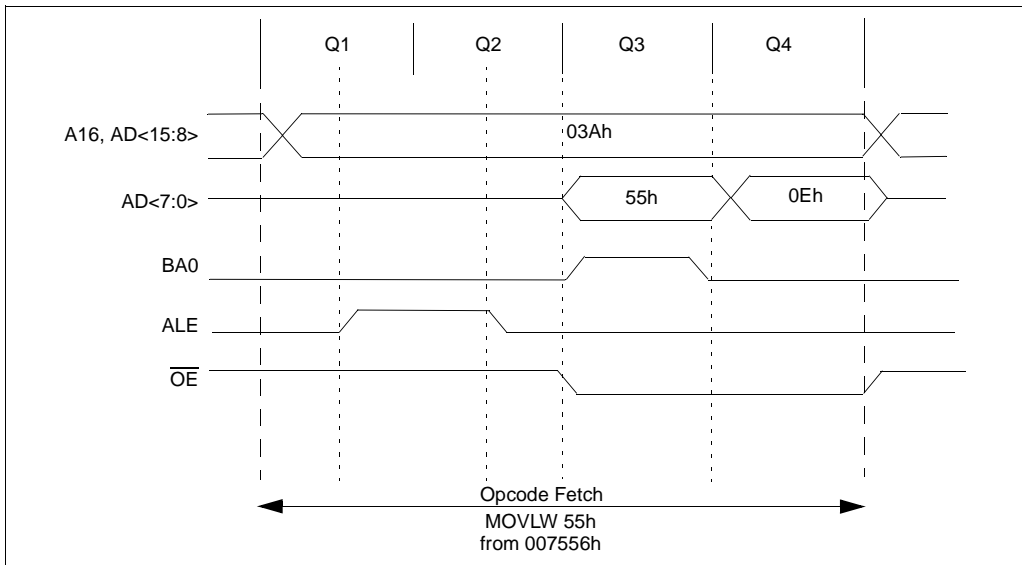 Q1 Q2 Q3 Q4
A16, AD<15:8> 03Ah
AD<7:0> 55h 0Eh
BA0
ALE
OE
Opcode Fetch
MOVLW 55h
from 007556h